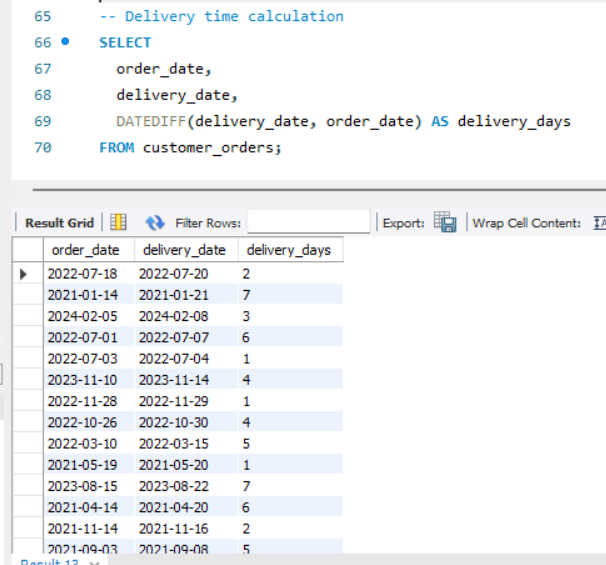 65 -- Delivery time calculation
66 SELECT
67 order_date,
68 delivery_date,
69 DATEDIFF(delivery_date, order_date) AS delivery_days
70 FROM customer_orders;
Result Grid Filter Rows: Export: Wrap Cell Content:
order_date delivery_date delivery_days
2022-07-18 2022-07-20 2
2021-01-14 2021-01-21 7
2024-02-05 2024-02-08 3
2022-07-01 2022-07-07 6
2022-07-03 2022-07-04 1
2023-11-10 2023-11-14 4
2022-11-28 2022-11-29 1
2022-10-26 2022-10-30 4
2022-03-10 2022-03-15 5
2021-05-19 2021-05-20 1
2023-08-15 2023-08-22 7
2021-04-14 2021-04-20 6
2021-11-14 2021-11-16 2
2021-09-03 2021-09-08 5
Result 13